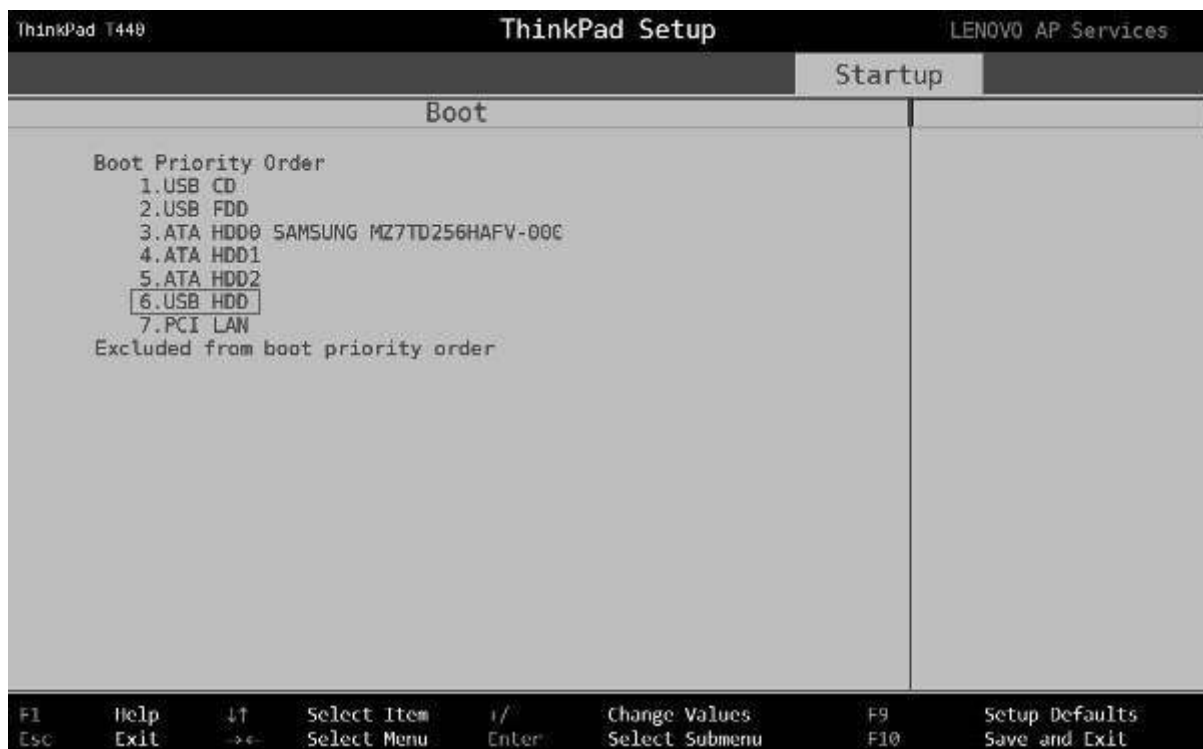 ThinkPad T440
ThinkPad Setup
LENOVO AP Services
Startup
Boot
Boot Priority Order
1.USB CD
2.USB FDD
3.ATA HDD0 SAMSUNG MZ7TD256HAFV-000
4.ATA HDD1
5.ATA HDD2
6.USB HDD
7.PCI LAN
Excluded from boot priority order
F1 Help ↓↑ Select Item Change Values F9 Setup Defaults
Esc Exit →← Select Menu Enter Select Submenu F10 Save and Exit